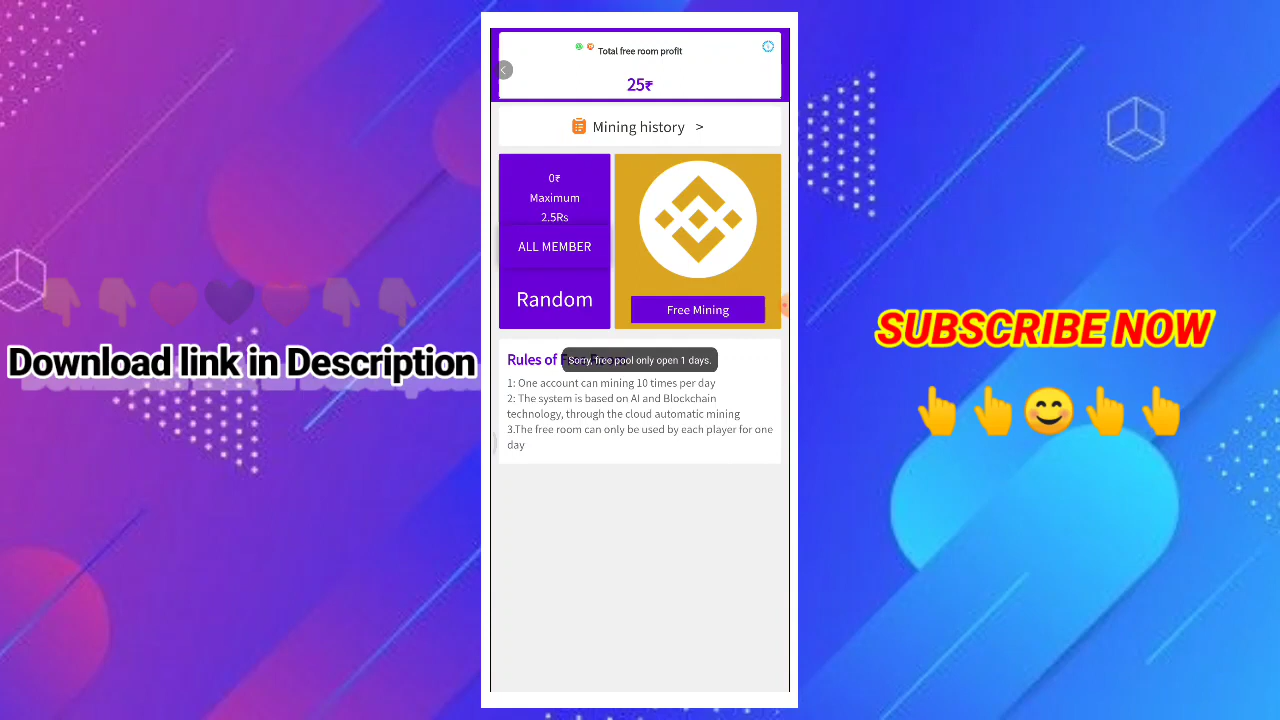 Total free room profit
25₹
Mining history >
0₹
Maximum
2.5Rs
ALL MEMBER
Random
Free Mining
Rules of
Sorry, free pool only open 1 days.
1: One account can mining 10 times per day
2: The system is based on AI and Blockchain
technology, through the cloud automatic mining
3.The free room can only be used by each player for one
day
Download link in Description
SUBSCRIBE NOW